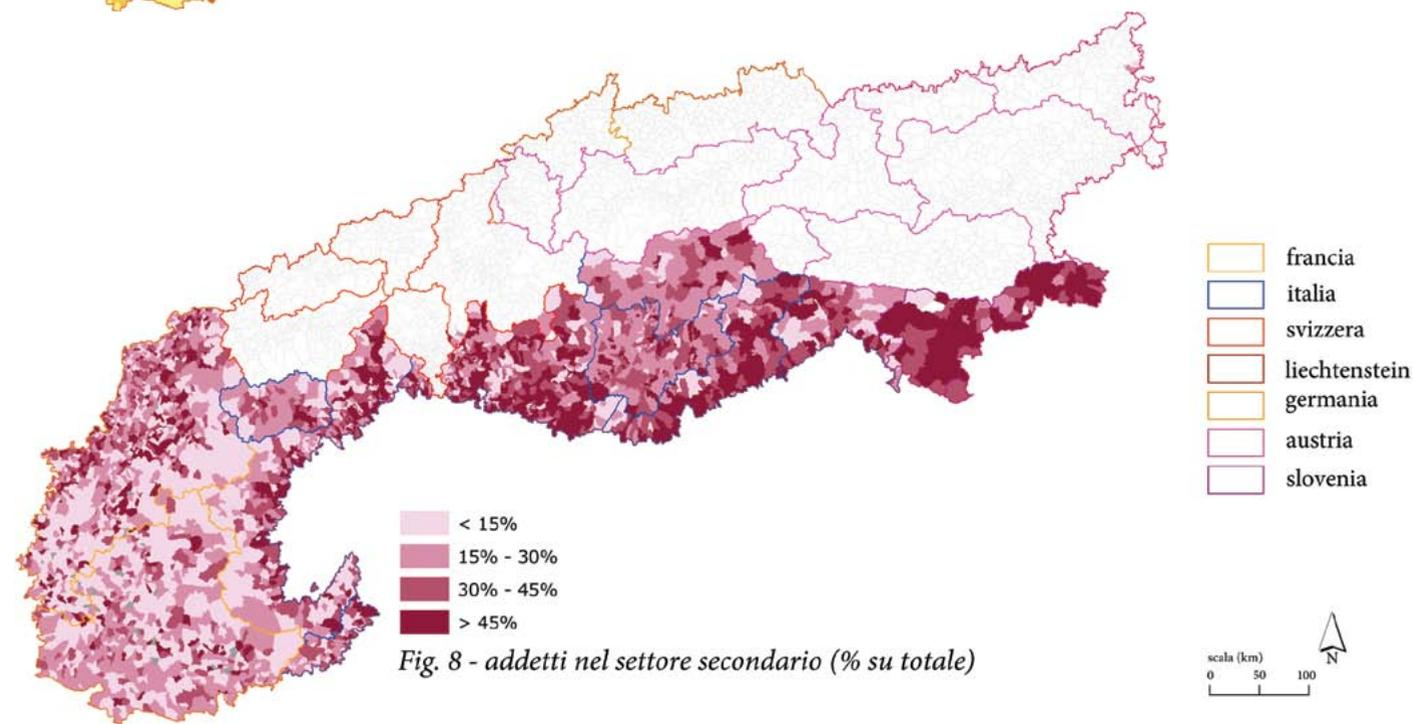 francia
italia
svizzera
liechtenstein
germania
austria
slovenia
< 15%
15% - 30%
30% - 45%
> 45%
Fig. 8 - addetti nel settore secondario (% su totale)
scala (km)
0 50 100
N